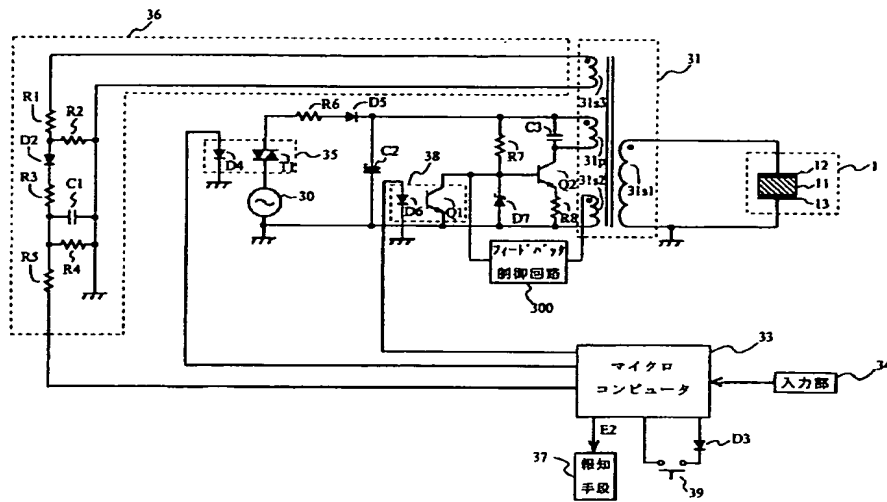 36
31
R1
R2
D2
R3
C1
R4
R5
R6
D5
D4
T1
35
30
C2
38
D6
Q1
R7
D7
C3
Q2
R8
31s3
31p
31s2
31s1
12
11
13
1
フィードバック
制御回路
300
33
マイクロ
コンピュータ
34
入力部
E2
37
報知
手段
D3
39